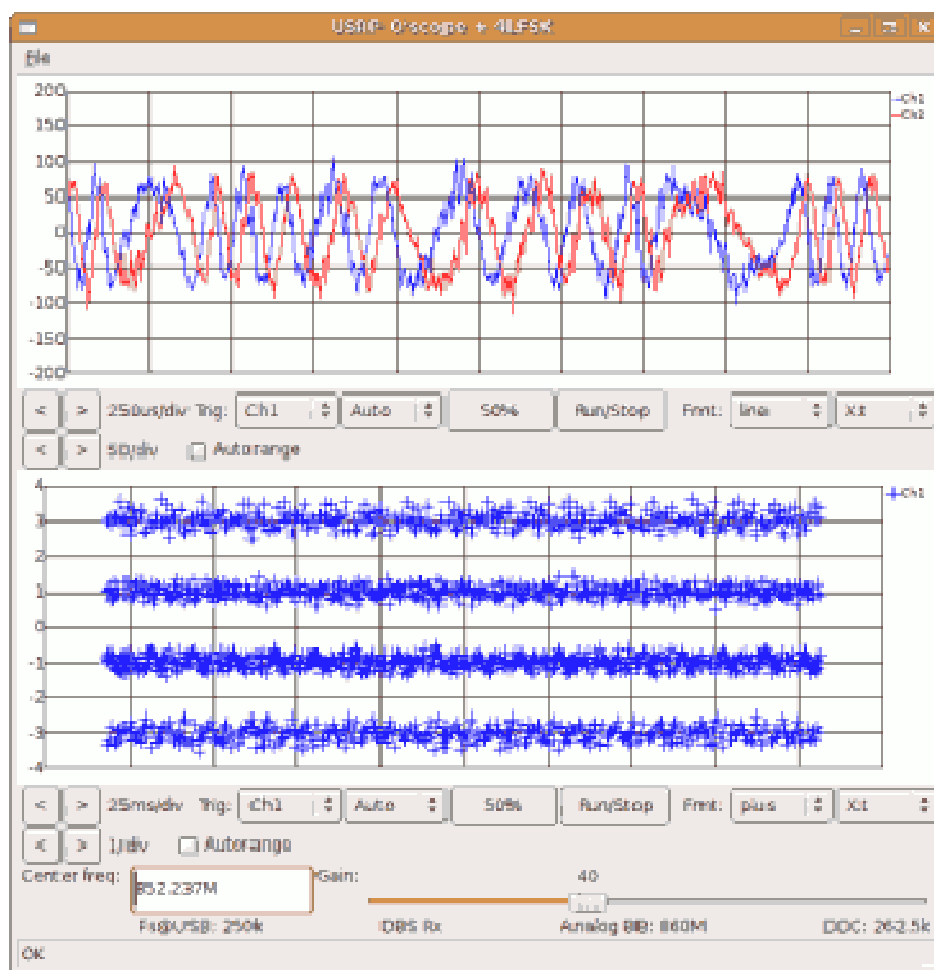 USRP O'scope + 4LFSK
File
200
150
100
50
0
-50
-100
-150
-200
Ch1
Ch2
< > 250us/div Trig: Ch1 Auto 50% Run/Stop Fmt: line X:t
< > 50/div Autorange
4
3
2
1
0
-1
-2
-3
-4
Ch1
< > 25ms/div Trig: Ch1 Auto 50% Run/Stop Fmt: plus X:t
< > 1/div Autorange
Center freq: 852.237M Gain: 40
Fs@USB: 250k DBS Rx Analog BB: 860M DDC: 262.5k
OK